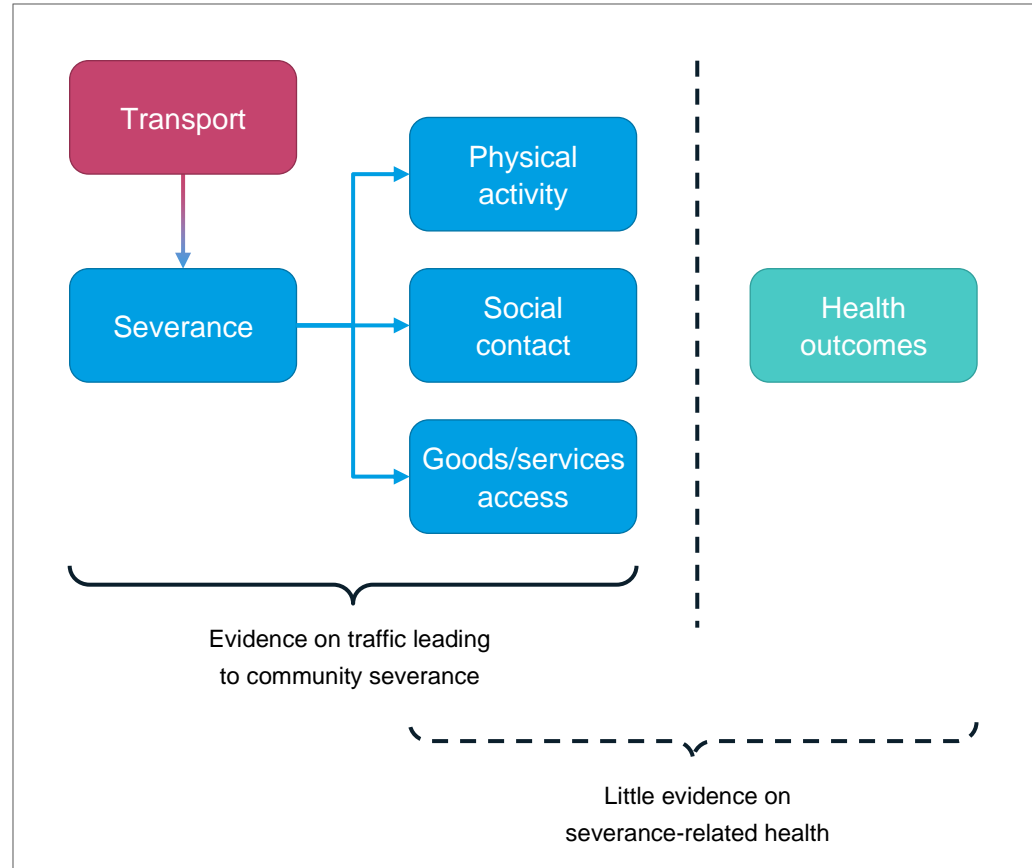 Transport
Physical
activity
Severance
Social
contact
Health
outcomes
Goods/services
access
Evidence on traffic leading
to community severance
Little evidence on
severance-related health